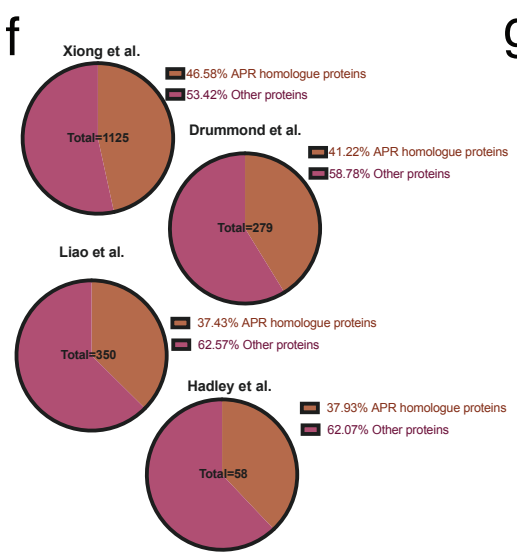 f
g
Xiong et al.
46.58% APR homologue proteins
53.42% Other proteins
Total=1125
Drummond et al.
41.22% APR homologue proteins
58.78% Other proteins
Total=279
Liao et al.
37.43% APR homologue proteins
62.57% Other proteins
Total=350
Hadley et al.
37.93% APR homologue proteins
62.07% Other proteins
Total=58